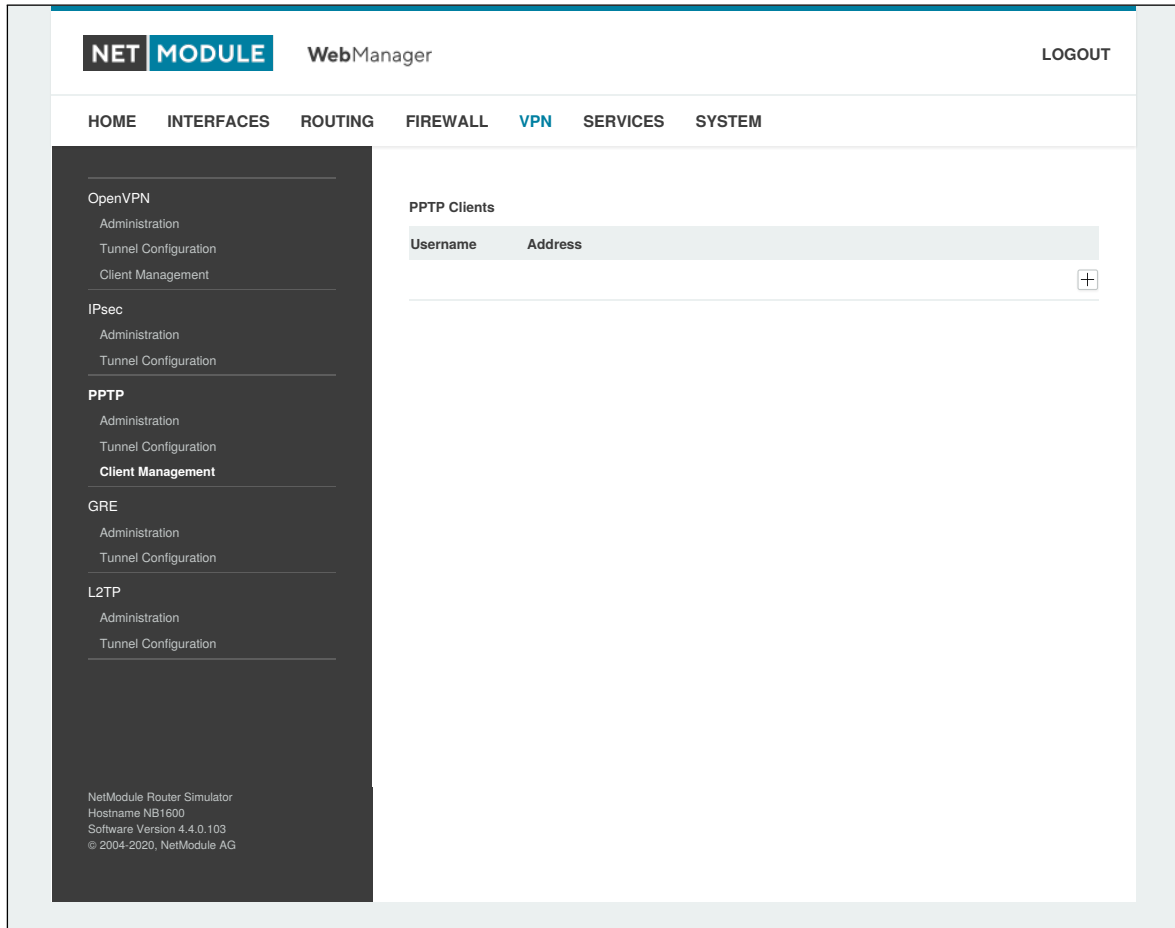 NET MODULE WebManager LOGOUT
HOME INTERFACES ROUTING FIREWALL VPN SERVICES SYSTEM
OpenVPN
Administration
Tunnel Configuration
Client Management
IPsec
Administration
Tunnel Configuration
PPTP
Administration
Tunnel Configuration
Client Management
GRE
Administration
Tunnel Configuration
L2TP
Administration
Tunnel Configuration
NetModule Router Simulator
Hostname NB1600
Software Version 4.4.0.103
© 2004-2020, NetModule AG
PPTP Clients
Username Address